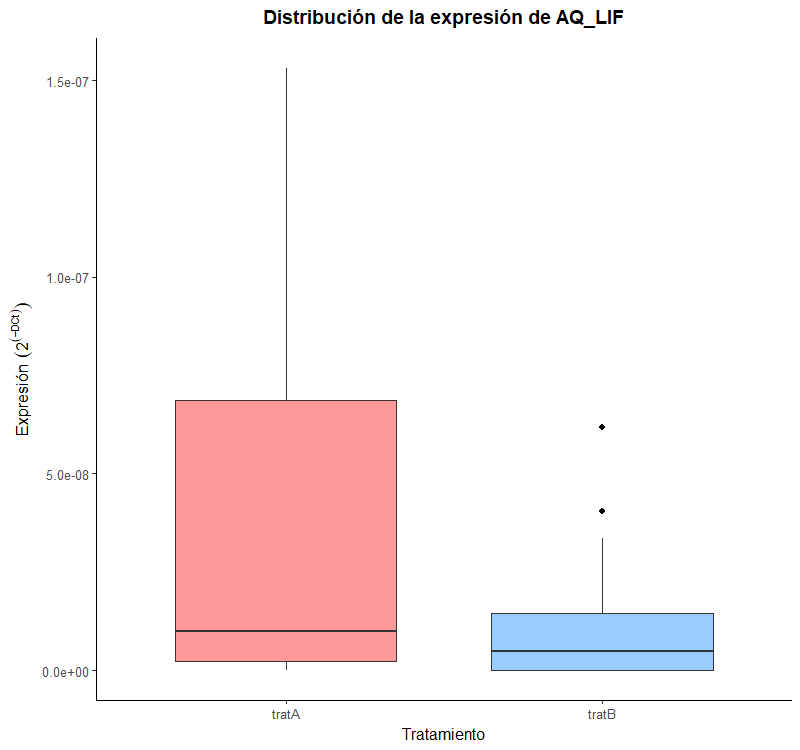 Distribución de la expresión de AQ_LIF
1.5e-07
1.0e-07
5.0e-08
0.0e+00
Expresión (2^(−DCt))
tratA
tratB
Tratamiento